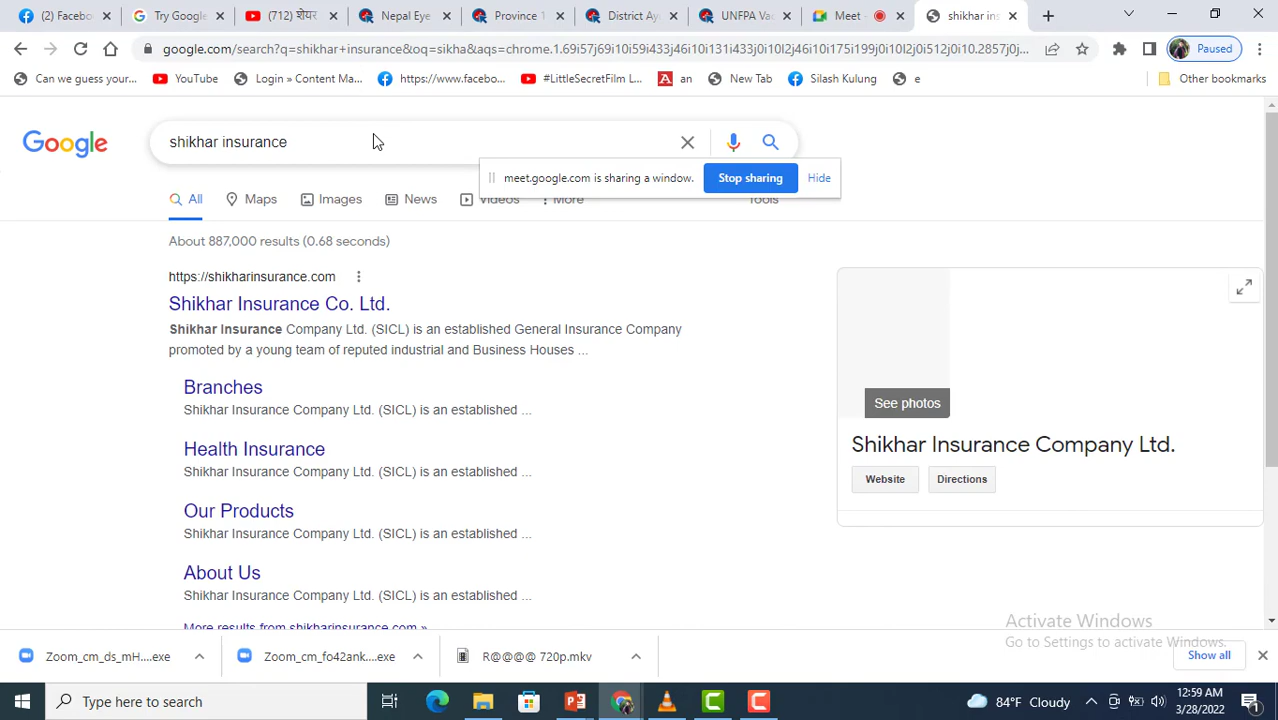 (2) Facebo
Try Google
(712) शेयर
Nepal Eye
Province 1
District Ay
UNFPA Vac
Meet -
shikhar ins
google.com/search?q=shikhar+insurance&oq=sikha&aqs=chrome.1.69i57j69i10i59i433j46i10i131i433j0i10l2j46i10i175i199j0i10l2j0i512j0i10.2857j0j...
Paused
Can we guess your...
YouTube
Login » Content Ma...
https://www.facebo...
#LittleSecretFilm L...
an
New Tab
Silash Kulung
e
Other bookmarks
Google
shikhar insurance
meet.google.com is sharing a window.
Stop sharing
Hide
All
Maps
Images
News
Videos
More
Tools
About 887,000 results (0.68 seconds)
https://shikharinsurance.com
Shikhar Insurance Co. Ltd.
Shikhar Insurance Company Ltd. (SICL) is an established General Insurance Company
promoted by a young team of reputed industrial and Business Houses ...
Branches
Shikhar Insurance Company Ltd. (SICL) is an established ...
Health Insurance
Shikhar Insurance Company Ltd. (SICL) is an established ...
Our Products
Shikhar Insurance Company Ltd. (SICL) is an established ...
About Us
Shikhar Insurance Company Ltd. (SICL) is an established ...
More results from shikharinsurance.com »
See photos
Shikhar Insurance Company Ltd.
Website
Directions
Activate Windows
Go to Settings to activate Windows.
Zoom_cm_ds_mH....exe
Zoom_cm_fo42ank....exe
R@@@@ 720p.mkv
Show all
Type here to search
84°F Cloudy
12:59 AM
3/28/2022
1